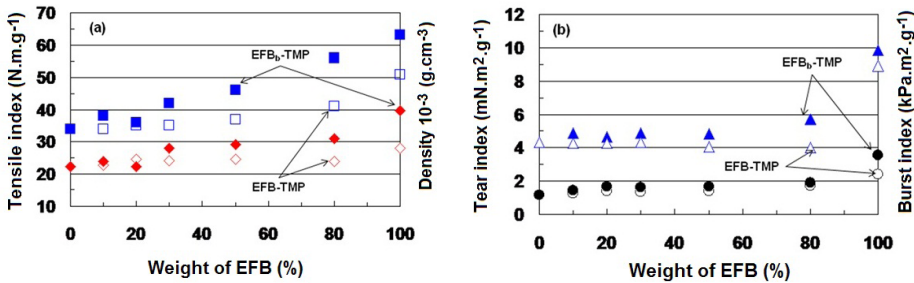 (a)
Tensile index (N.m.g-1)
70
60
50
40
30
20
10
0 20 40 60 80 100
Weight of EFB (%)
Density 10-3 (g.cm-3)
EFBb-TMP
EFB-TMP
(b)
Tear index (mN.m2.g-1)
12
10
8
6
4
2
0
0 20 40 60 80 100
Weight of EFB (%)
Burst index (kPa.m2.g-1)
EFBb-TMP
EFB-TMP